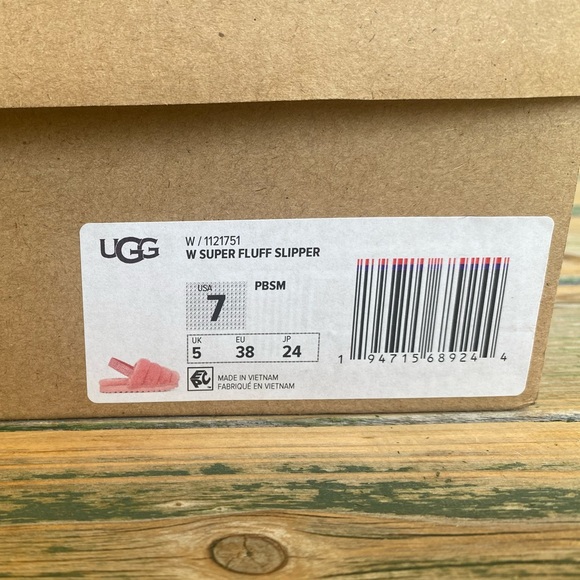 UGG
W / 1121751
W SUPER FLUFF SLIPPER
USA
7
PBSM
UK EU JP
5 38 24
MADE IN VIETNAM
FABRIQUÉ EN VIETNAM
1 94715 68924 4